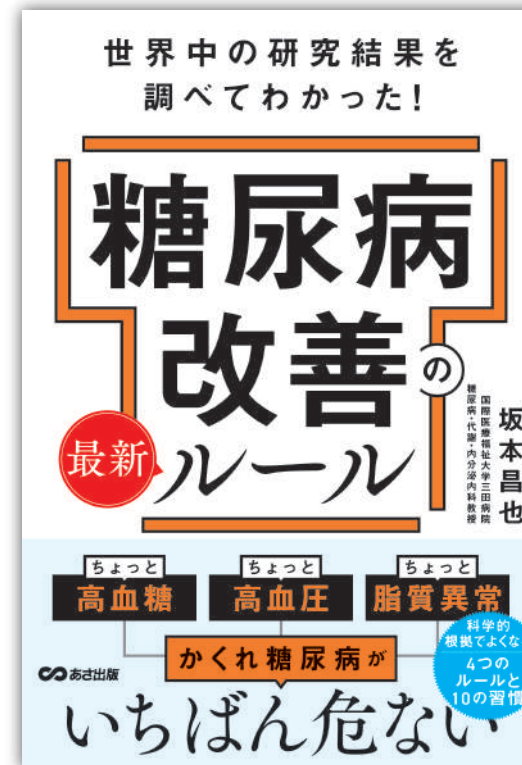 世界中の研究結果を
調べてわかった!
糖尿病
改善の
最新
ルール
国際医療福祉大学三田病院
糖尿病・代謝・内分泌内科教授
坂本昌也
ちょっと
高血糖
ちょっと
高血圧
ちょっと
脂質異常
かくれ糖尿病が
いちばん危ない
科学的
根拠でよくな
4つの
ルールと
10の習慣
あさ出版